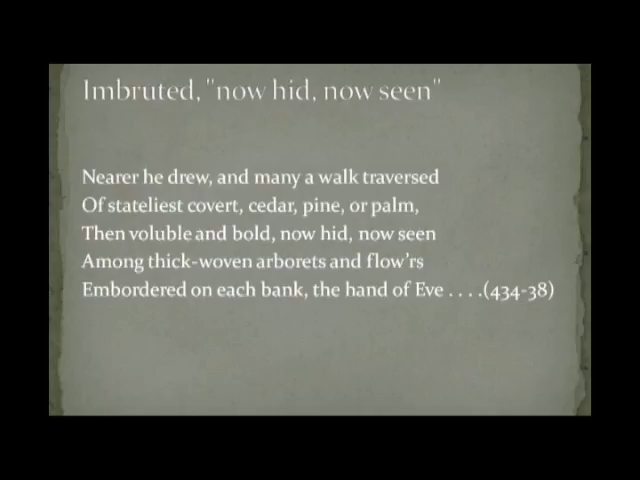 Imbruted, "now hid, now seen"
Nearer he drew, and many a walk traversed
Of stateliest covert, cedar, pine, or palm,
Then voluble and bold, now hid, now seen
Among thick-woven arborets and flow'rs
Embordered on each bank, the hand of Eve . . . .(434-38)